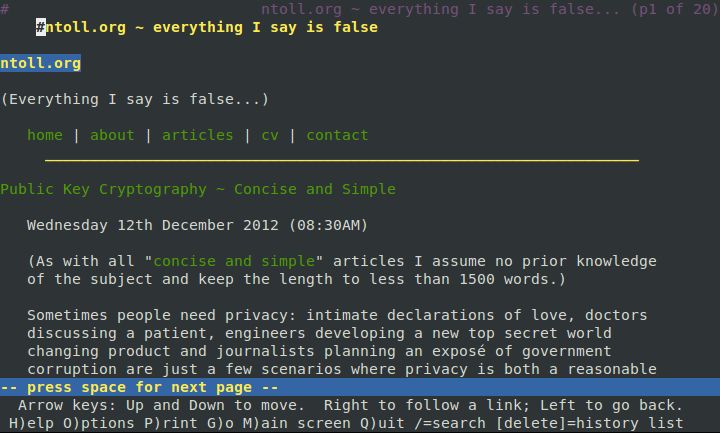 # ntoll.org ~ everything I say is false... (p1 of 20)
#ntoll.org ~ everything I say is false
ntoll.org
(Everything I say is false...)
home | about | articles | cv | contact
Public Key Cryptography ~ Concise and Simple
Wednesday 12th December 2012 (08:30AM)
(As with all "concise and simple" articles I assume no prior knowledge
of the subject and keep the length to less than 1500 words.)
Sometimes people need privacy: intimate declarations of love, doctors
discussing a patient, engineers developing a new top secret world
changing product and journalists planning an exposé of government
corruption are just a few scenarios where privacy is both a reasonable
-- press space for next page --
Arrow keys: Up and Down to move.  Right to follow a link; Left to go back.
H)elp O)ptions P)rint G)o M)ain screen Q)uit /=search [delete]=history list